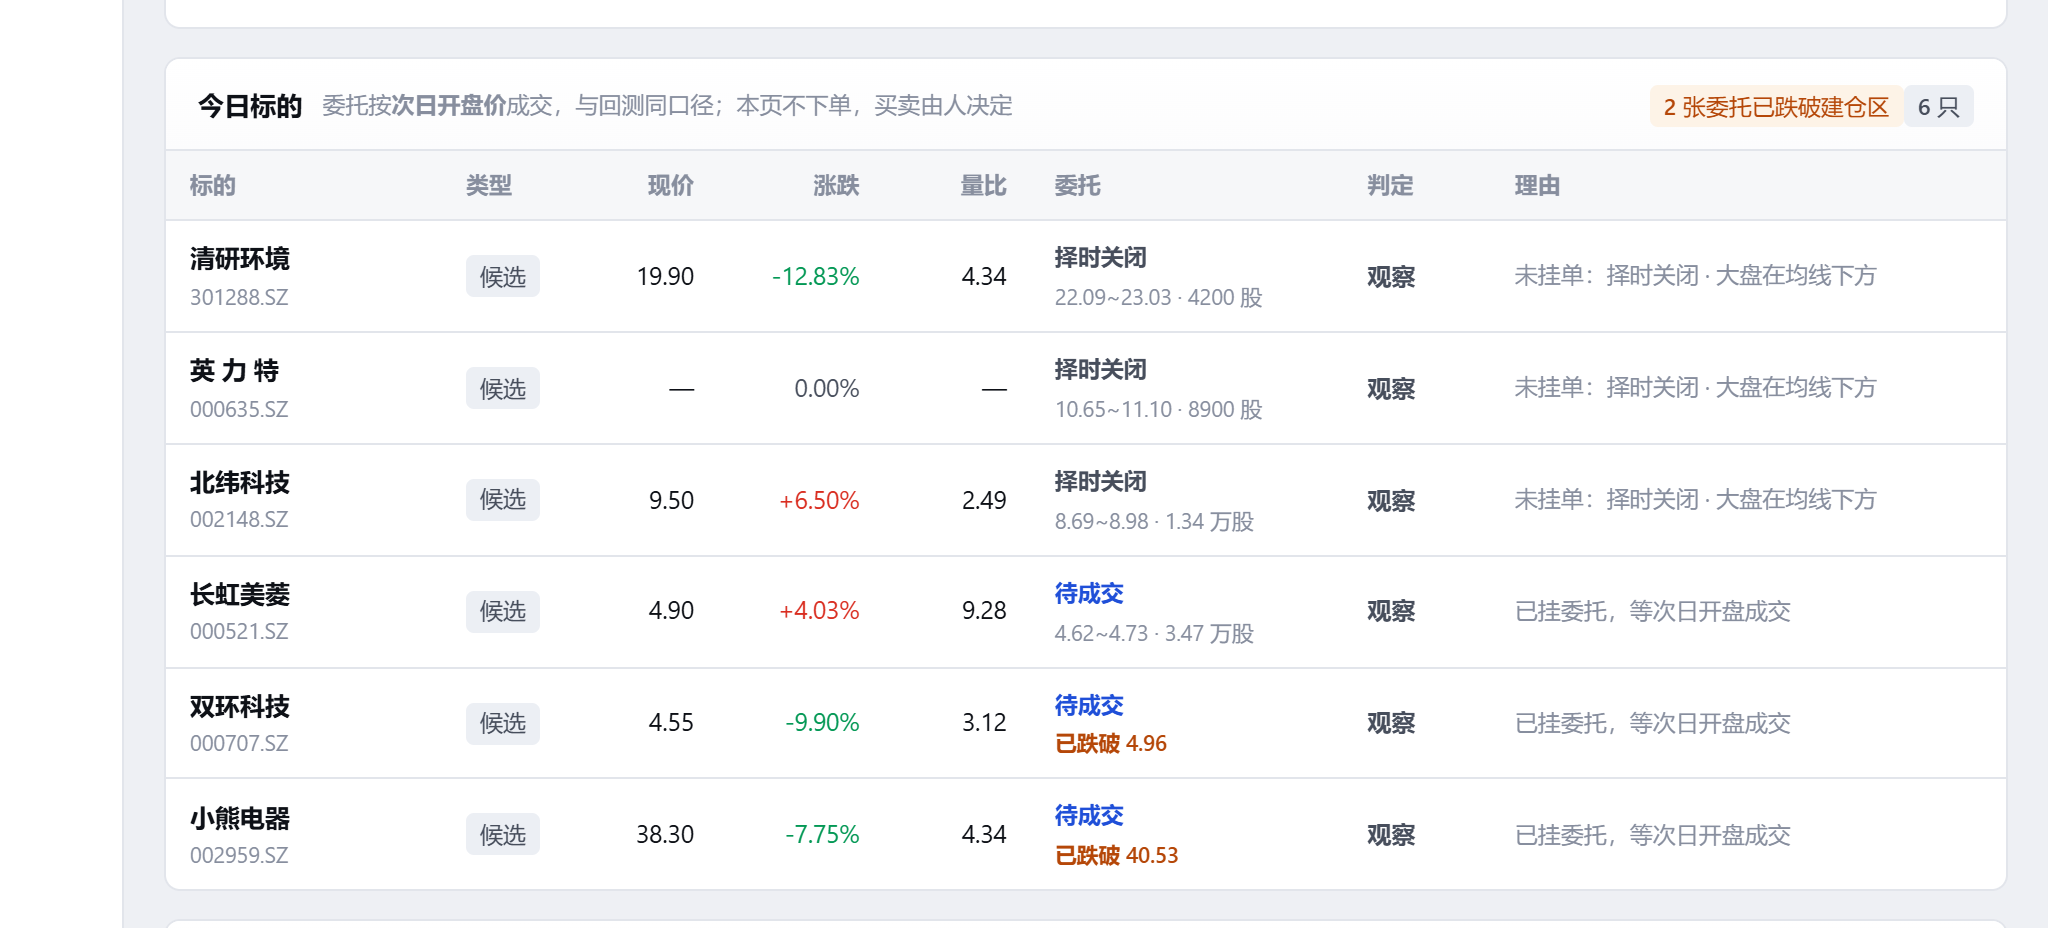 今日标的 委托按次日开盘价成交，与回测同口径；本页不下单，买卖由人决定 2 张委托已跌破建仓区 6 只
标的 类型 现价 涨跌 量比 委托 判定 理由
清研环境 候选 19.90 -12.83% 4.34 择时关闭 观察 未挂单：择时关闭 · 大盘在均线下方
301288.SZ 22.09~23.03 · 4200 股
英 力 特 候选 — 0.00% — 择时关闭 观察 未挂单：择时关闭 · 大盘在均线下方
000635.SZ 10.65~11.10 · 8900 股
北纬科技 候选 9.50 +6.50% 2.49 择时关闭 观察 未挂单：择时关闭 · 大盘在均线下方
002148.SZ 8.69~8.98 · 1.34 万股
长虹美菱 候选 4.90 +4.03% 9.28 待成交 观察 已挂委托，等次日开盘成交
000521.SZ 4.62~4.73 · 3.47 万股
双环科技 候选 4.55 -9.90% 3.12 待成交 观察 已挂委托，等次日开盘成交
000707.SZ 已跌破 4.96
小熊电器 候选 38.30 -7.75% 4.34 待成交 观察 已挂委托，等次日开盘成交
002959.SZ 已跌破 40.53